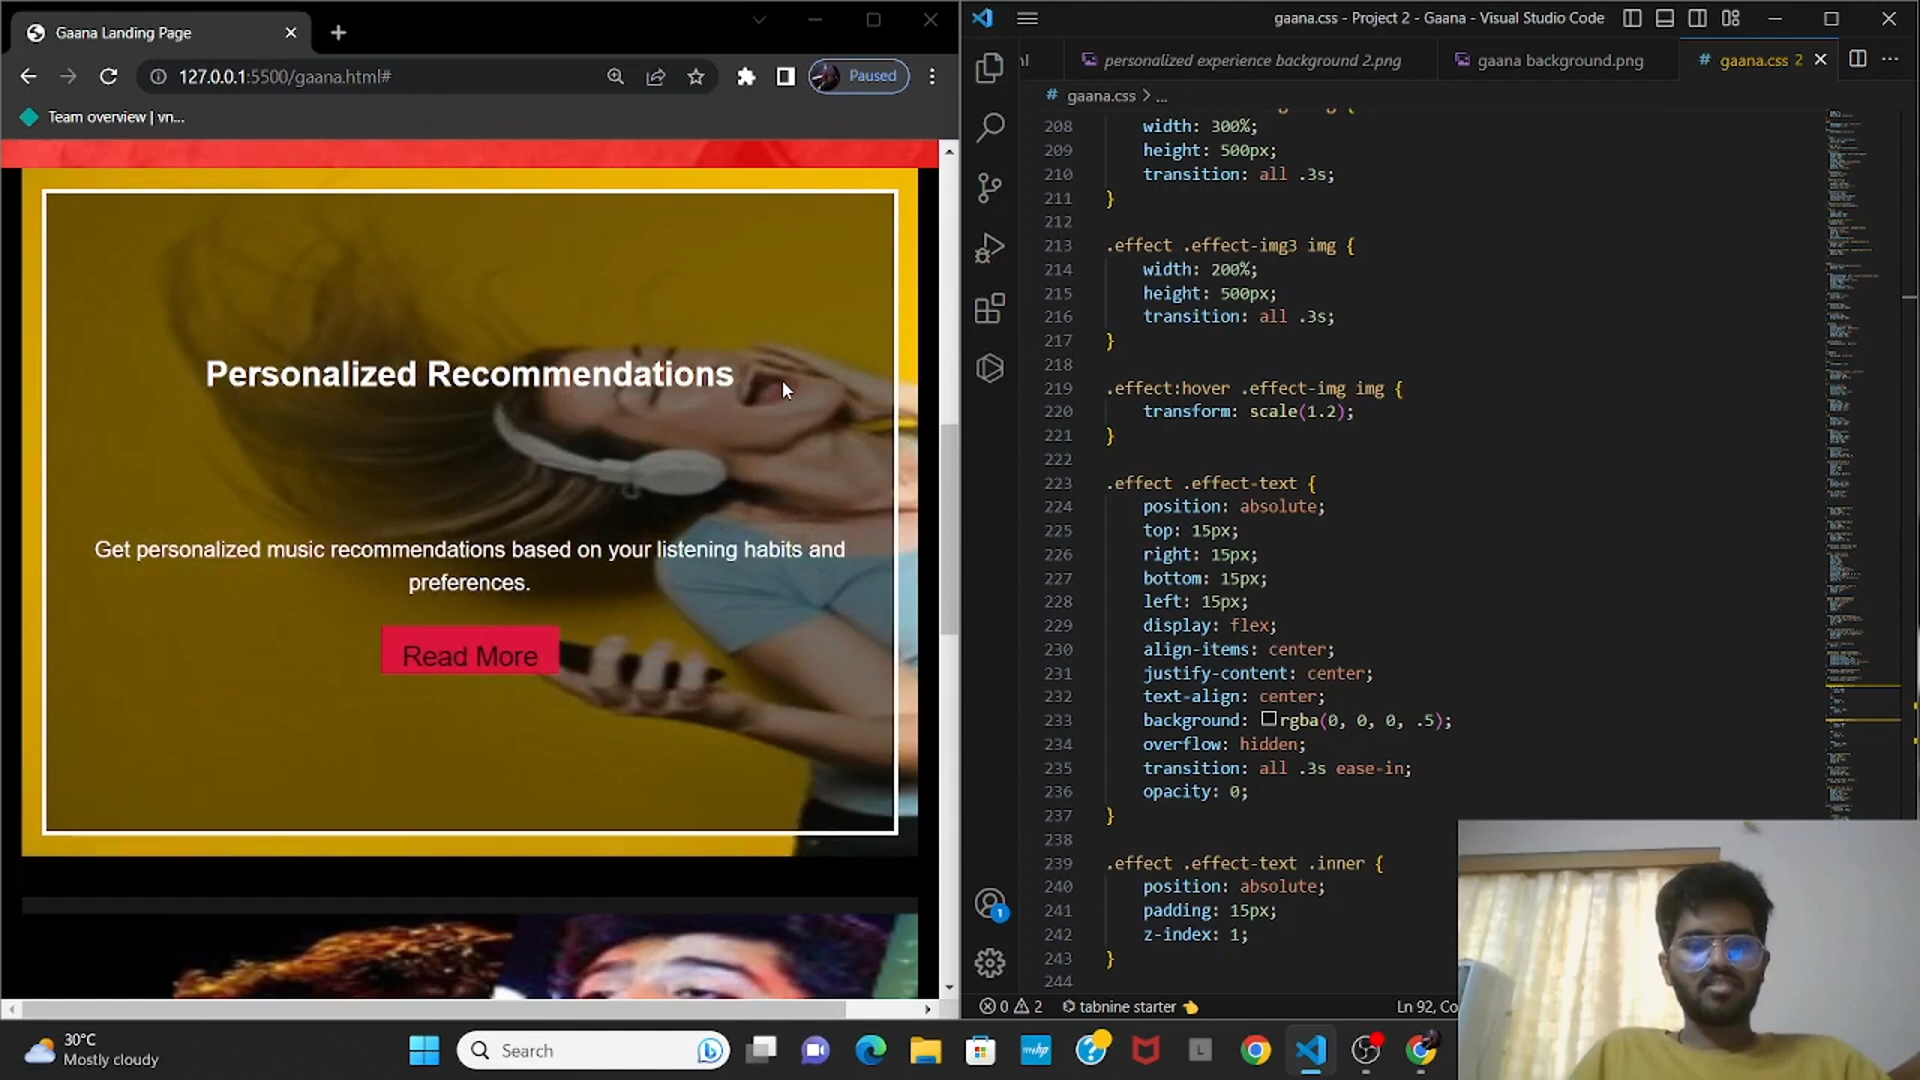 Gaana Landing Page
127.0.0.1:5500/gaana.html#
Paused
Team overview | vn...
Personalized Recommendations
Get personalized music recommendations based on your listening habits and
preferences.
Read More
gaana.css - Project 2 - Gaana - Visual Studio Code
personalized experience background 2.png
gaana background.png
# gaana.css 2
# gaana.css > ...
208 width: 300%;
209 height: 500px;
210 transition: all .3s;
211 }
212
213 .effect .effect-img3 img {
214 width: 200%;
215 height: 500px;
216 transition: all .3s;
217 }
218
219 .effect:hover .effect-img img {
220 transform: scale(1.2);
221 }
222
223 .effect .effect-text {
224 position: absolute;
225 top: 15px;
226 right: 15px;
227 bottom: 15px;
228 left: 15px;
229 display: flex;
230 align-items: center;
231 justify-content: center;
232 text-align: center;
233 background: rgba(0, 0, 0, .5);
234 overflow: hidden;
235 transition: all .3s ease-in;
236 opacity: 0;
237 }
238
239 .effect .effect-text .inner {
240 position: absolute;
241 padding: 15px;
242 z-index: 1;
243 }
244
1
0 2 tabnine starter
Ln 92, Co
30°C
Mostly cloudy
Search
myhp
L